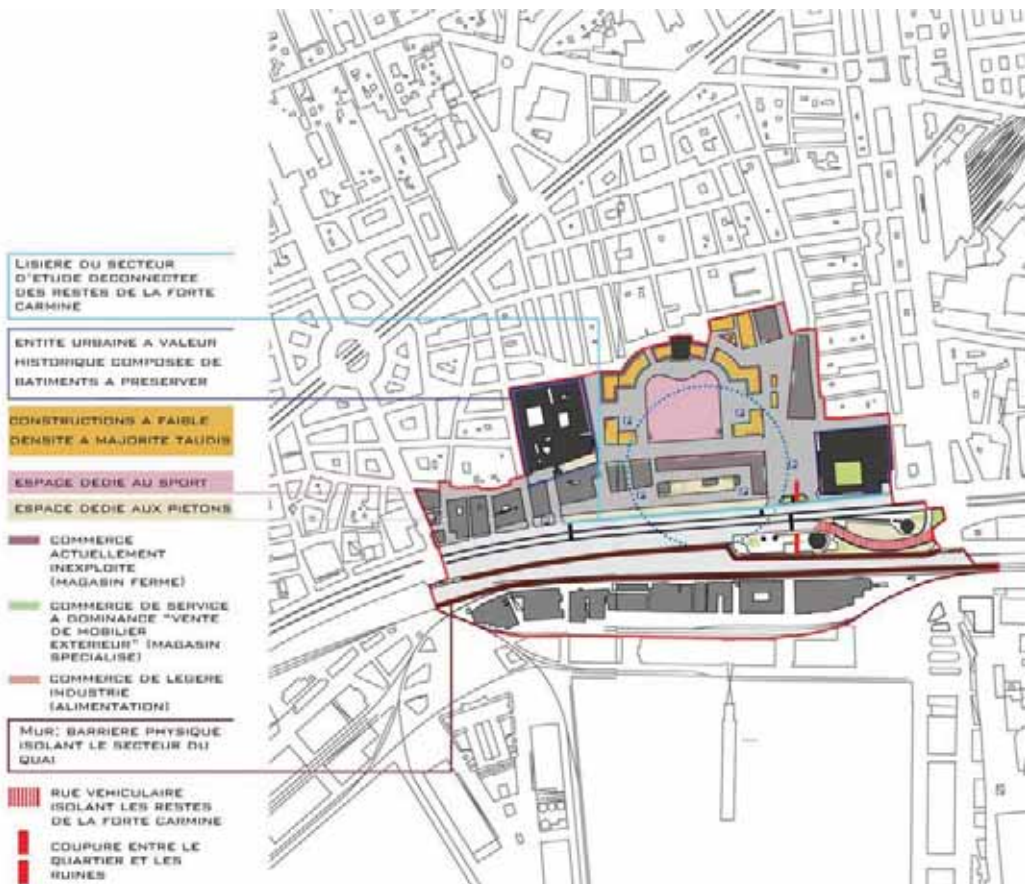 LISIERE DU SECTEUR
D'ETUDE DECONNECTEE
DES RESTES DE LA FORTE
CARMINE
ENTITE URBAINE A VALEUR
HISTORIQUE COMPOSEE DE
BATIMENTS A PRESERVER
CONSTRUCTIONS A FAIBLE
DENSITE A MAJORITE TAUDIS
ESPACE DEDIE AU SPORT
ESPACE DEDIE AUX PIETONS
COMMERCE
ACTUELLEMENT
INEXPLOITE
(MAGASIN FERME)
COMMERCE DE SERVICE
A DOMINANCE "VENTE
DE MOBILIER
EXTERIEUR" (MAGASIN
SPECIALISE)
COMMERCE DE LEGERE
INDUSTRIE
(ALIMENTATION)
MUR: BARRIERE PHYSIQUE
ISOLANT LE SECTEUR DU
QUAI
RUE VEHICULAIRE
ISOLANT LES RESTES
DE LA FORTE CARMINE
COUPURE ENTRE LE
QUARTIER ET LES
RUINES